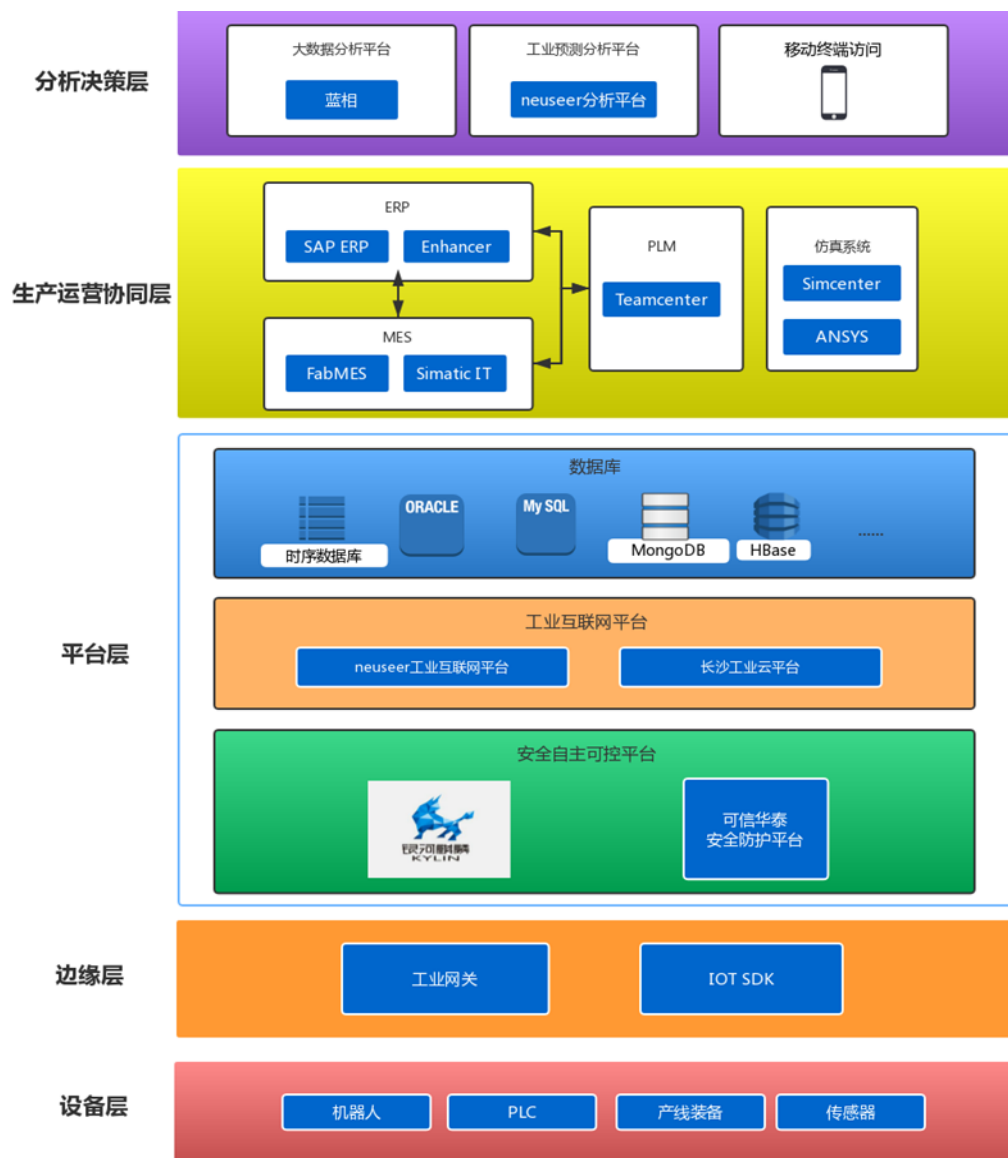 分析决策层
大数据分析平台
蓝相
工业预测分析平台
neuseer分析平台
移动终端访问
生产运营协同层
ERP
SAP ERP
Enhancer
MES
FabMES
Simatic IT
PLM
Teamcenter
仿真系统
Simcenter
ANSYS
平台层
数据库
时序数据库
ORACLE
My SQL
MongoDB
HBase
......
工业互联网平台
neuseer工业互联网平台
长沙工业云平台
安全自主可控平台
银河麒麟
KYLIN
可信华泰
安全防护平台
边缘层
工业网关
IOT SDK
设备层
机器人
PLC
产线装备
传感器